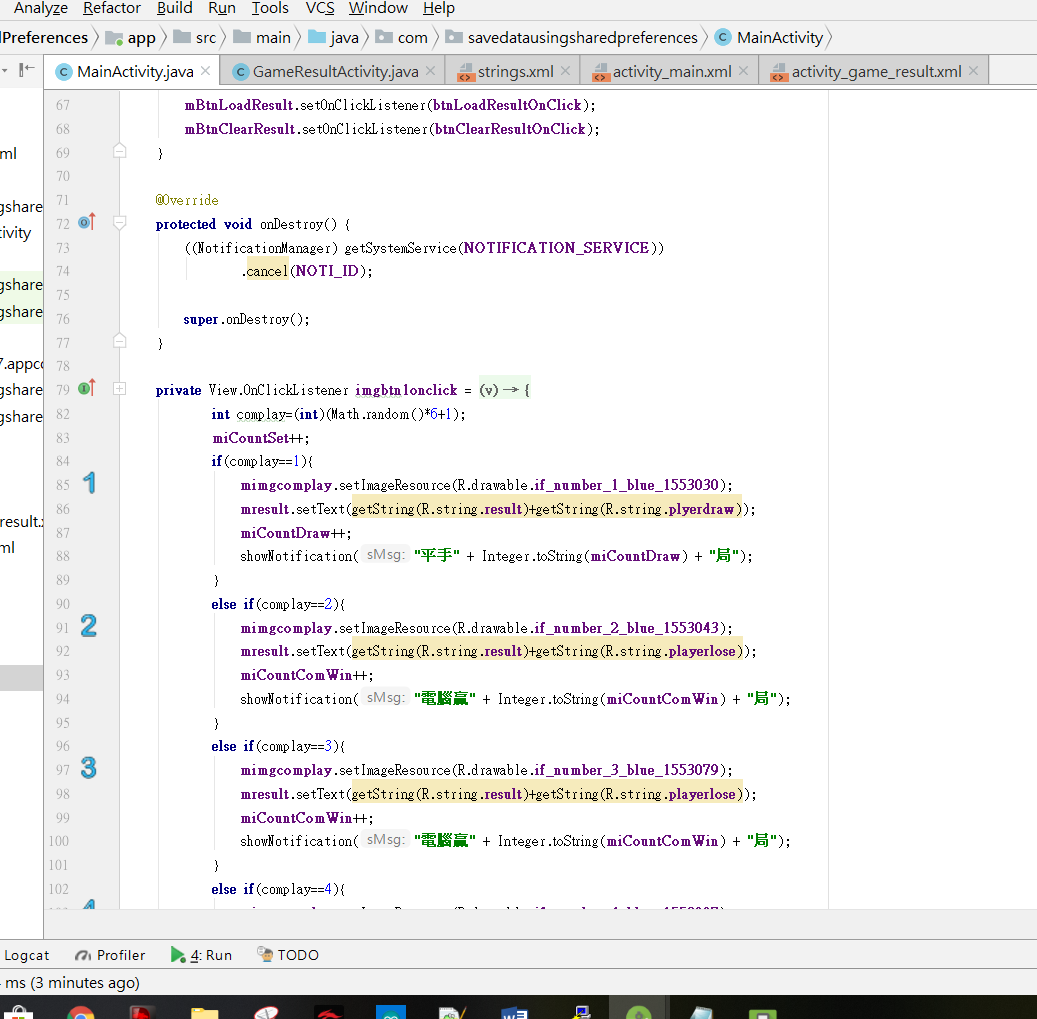 Analyze Refactor Build Run Tools VCS Window Help
Preferences app src main java com savedatausingsharedpreferences MainActivity
MainActivity.java GameResultActivity.java strings.xml activity_main.xml activity_game_result.xml
67 mBtnLoadResult.setOnClickListener(btnLoadResultOnClick);
68 mBtnClearResult.setOnClickListener(btnClearResultOnClick);
ml
69 }
70
71 @Override
gshare
72 protected void onDestroy() {
tivity
73 ((NotificationManager) getSystemService(NOTIFICATION_SERVICE))
74 .cancel(NOTI_ID);
gshare
75
gshare
76 super.onDestroy();
77 }
7.appco
78
gshare
79 private View.OnClickListener imgbtn1onclick = (v) → {
gshare
82 int complay=(int)(Math.random()*6+1);
83 miCountSet++;
84 if(complay==1){
85 1 mimgcomplay.setImageResource(R.drawable.if_number_1_blue_1553030);
86 mresult.setText(getString(R.string.result)+getString(R.string.plyerdraw));
result.x
87 miCountDraw++;
ml
88 showNotification( sMsg: "平手" + Integer.toString(miCountDraw) + "局");
89 }
90 else if(complay==2){
91 2 mimgcomplay.setImageResource(R.drawable.if_number_2_blue_1553043);
92 mresult.setText(getString(R.string.result)+getString(R.string.playerlose));
93 miCountComWin++;
94 showNotification( sMsg: "電腦贏" + Integer.toString(miCountComWin) + "局");
95 }
96 else if(complay==3){
97 3 mimgcomplay.setImageResource(R.drawable.if_number_3_blue_1553079);
98 mresult.setText(getString(R.string.result)+getString(R.string.playerlose));
99 miCountComWin++;
100 showNotification( sMsg: "電腦贏" + Integer.toString(miCountComWin) + "局");
101 }
102 else if(complay==4){
Logcat Profiler 4: Run TODO
ms (3 minutes ago)